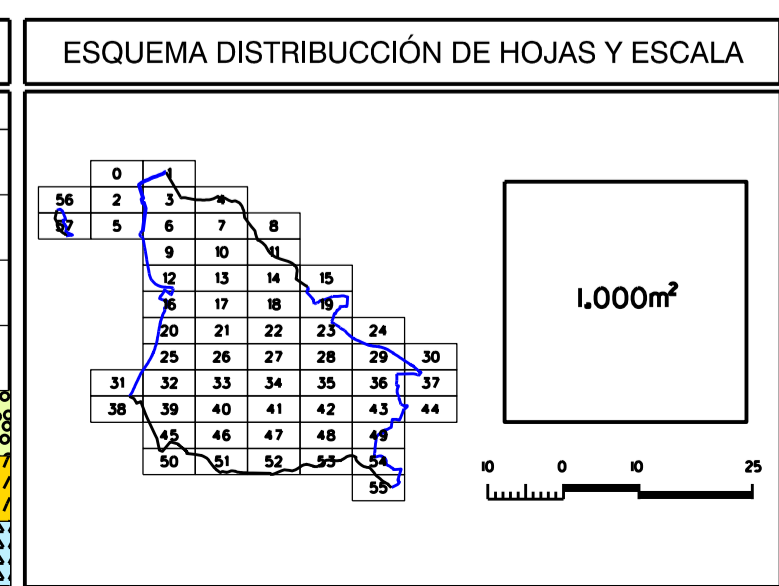 ESQUEMA DISTRIBUCCIÓN DE HOJAS Y ESCALA
0 1
56 2 3 4
57 5 6 7 8
9 10 11
12 13 14 15
16 17 18 19
20 21 22 23 24
25 26 27 28 29 30
31 32 33 34 35 36 37
38 39 40 41 42 43 44
45 46 47 48 49
50 51 52 53 54
55
1.000m²
10 0 10 25